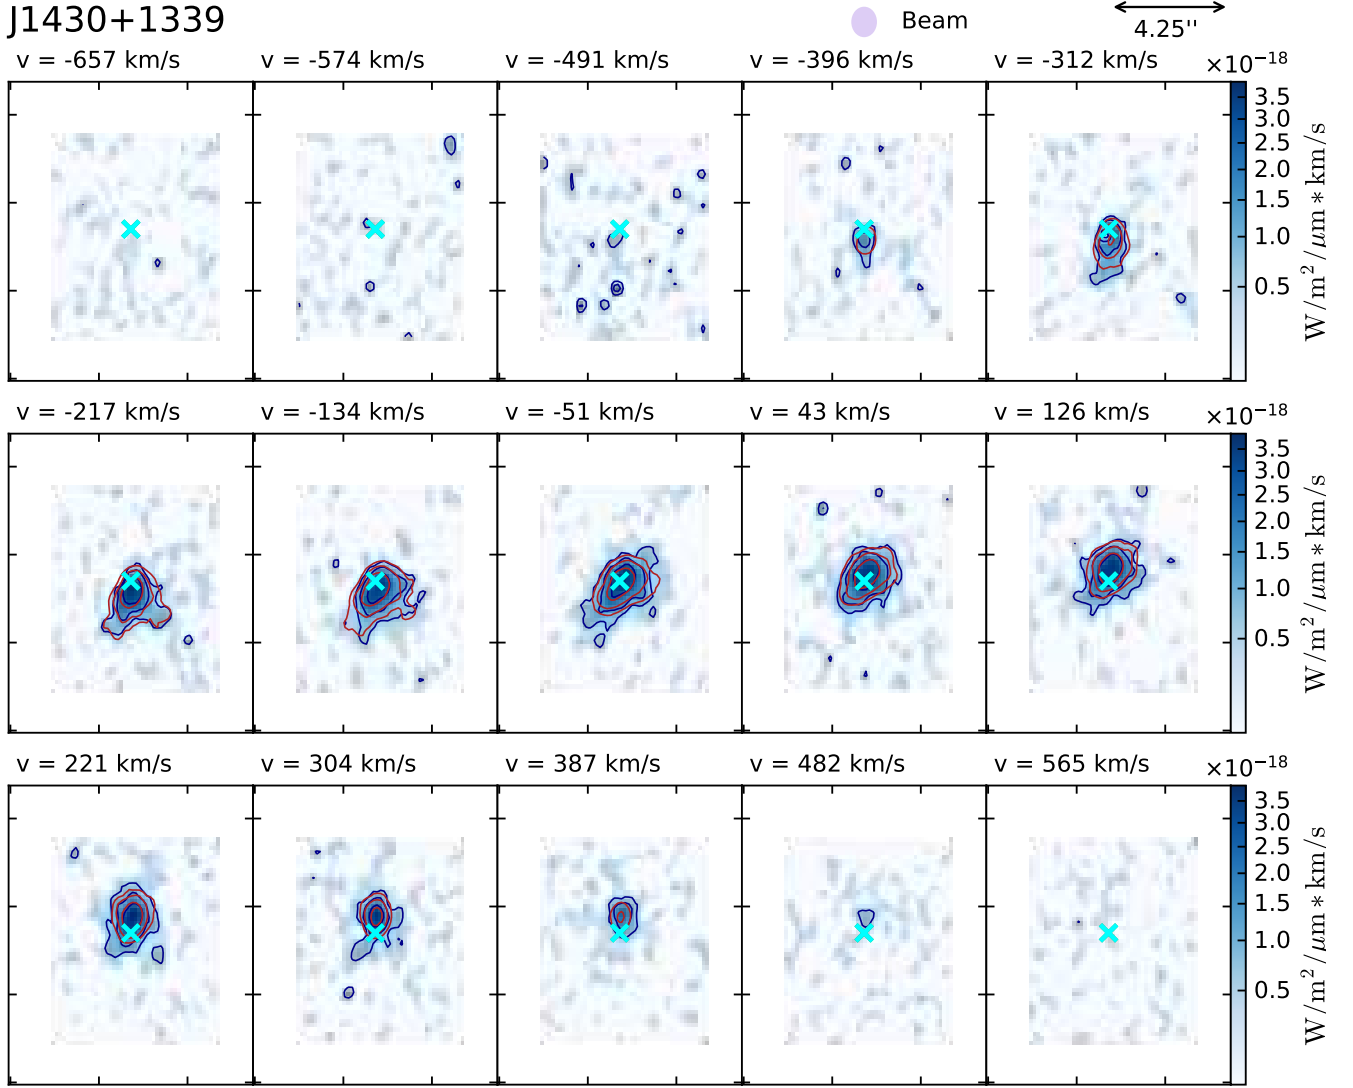 J1430+1339
Beam
4.25''
v = -657 km/s
v = -574 km/s
v = -491 km/s
v = -396 km/s
v = -312 km/s
×10⁻¹⁸
3.5
3.0
2.5
2.0
1.5
1.0
0.5
W/m²/μm∗km/s
v = -217 km/s
v = -134 km/s
v = -51 km/s
v = 43 km/s
v = 126 km/s
×10⁻¹⁸
3.5
3.0
2.5
2.0
1.5
1.0
0.5
W/m²/μm∗km/s
v = 221 km/s
v = 304 km/s
v = 387 km/s
v = 482 km/s
v = 565 km/s
×10⁻¹⁸
3.5
3.0
2.5
2.0
1.5
1.0
0.5
W/m²/μm∗km/s